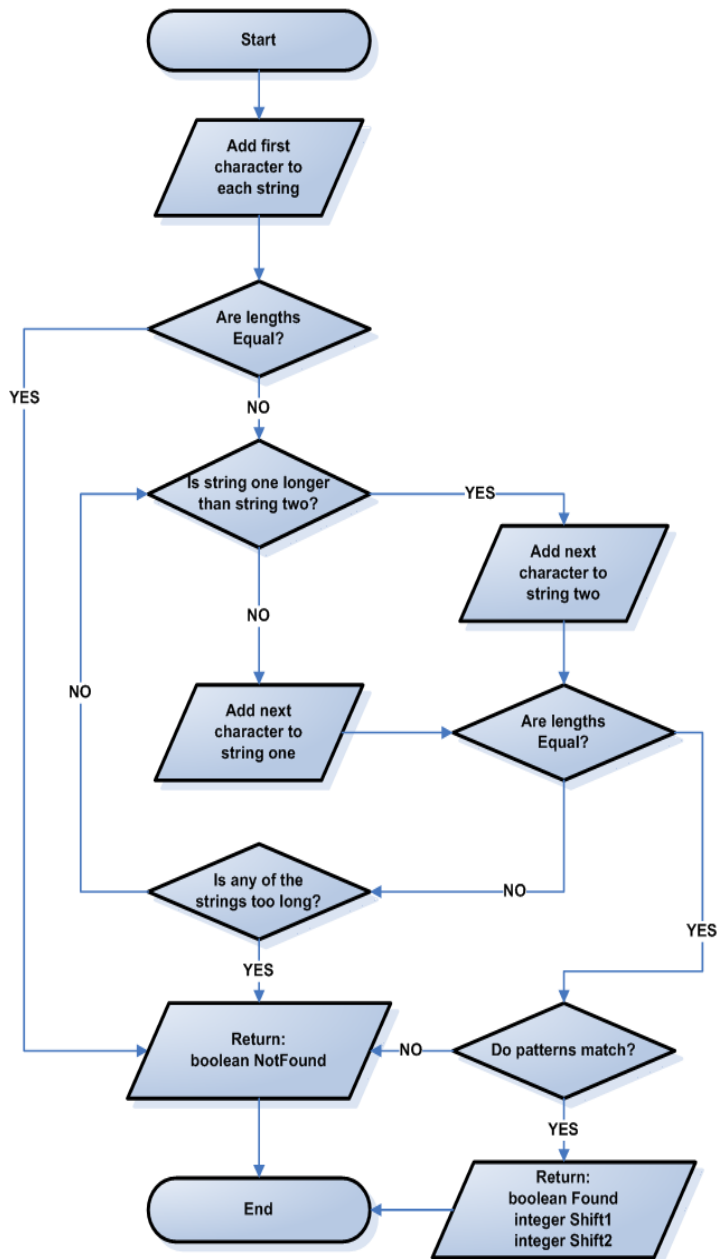 Start
Add first
character to
each string
Are lengths
Equal?
YES
NO
Is string one longer
than string two?
YES
Add next
character to
string two
NO
NO
Add next
character to
string one
Are lengths
Equal?
Is any of the
strings too long?
NO
YES
YES
Return:
boolean NotFound
NO
Do patterns match?
YES
Return:
boolean Found
integer Shift1
integer Shift2
End